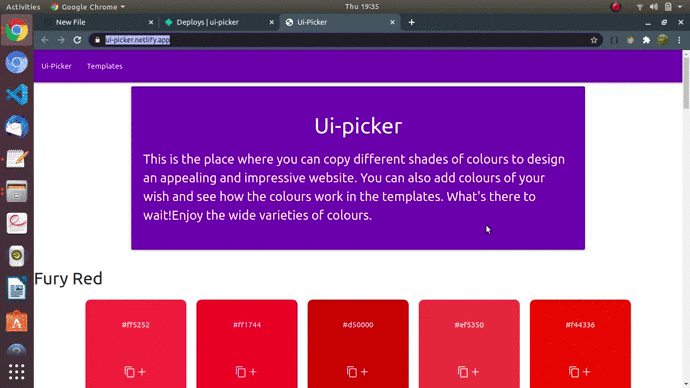 Activities Google Chrome Thu 19:35
New File Deploys | ui-picker Ui-Picker
ui-picker.netlify.app
Ui-Picker Templates
Ui-picker
This is the place where you can copy different shades of colours to design
an appealing and impressive website. You can also add colours of your
wish and see how the colours work in the templates. What's there to
wait!Enjoy the wide varieties of colours.
Fury Red
#ff5252 #ff1744 #d50000 #ef5350 #f44336